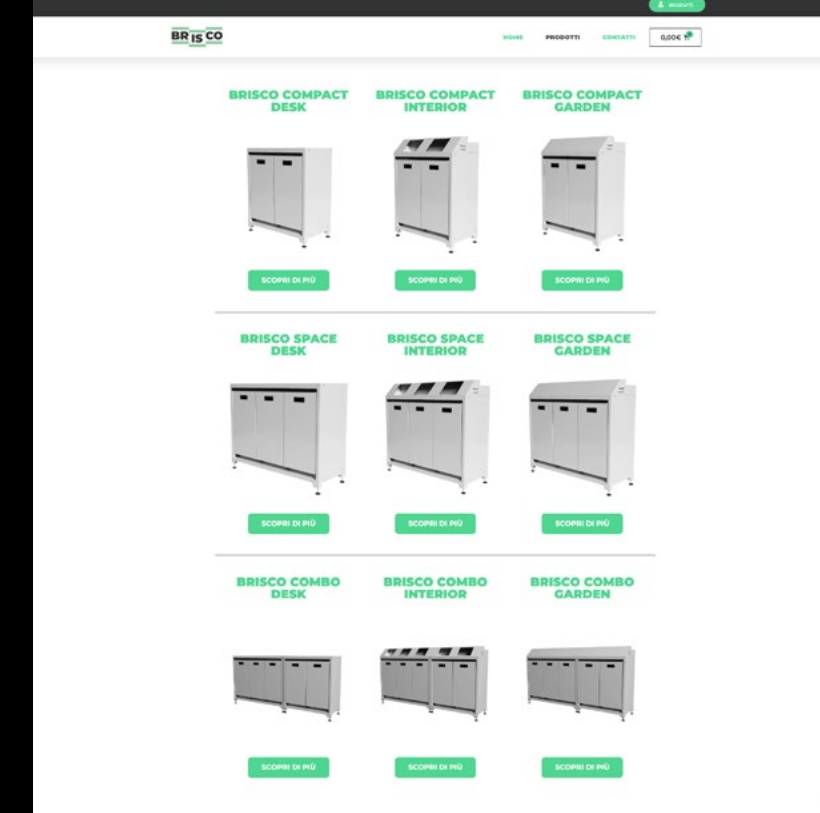 account
BRISCO
HOME PRODOTTI CONTATTI 0,00€
BRISCO COMPACT DESK
BRISCO COMPACT INTERIOR
BRISCO COMPACT GARDEN
SCOPRI DI PIÙ SCOPRI DI PIÙ SCOPRI DI PIÙ
BRISCO SPACE DESK
BRISCO SPACE INTERIOR
BRISCO SPACE GARDEN
SCOPRI DI PIÙ SCOPRI DI PIÙ SCOPRI DI PIÙ
BRISCO COMBO DESK
BRISCO COMBO INTERIOR
BRISCO COMBO GARDEN
SCOPRI DI PIÙ SCOPRI DI PIÙ SCOPRI DI PIÙ